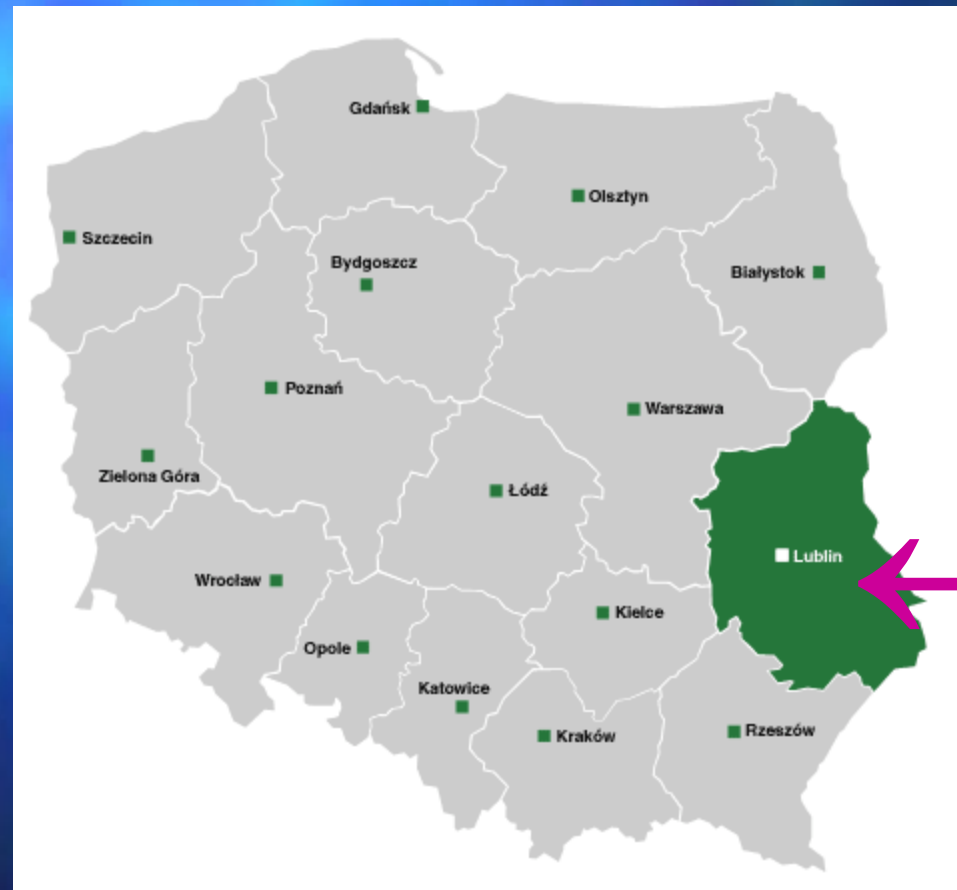 Gdańsk
Olsztyn
Szczecin
Bydgoszcz
Białystok
Poznań
Warszawa
Zielona Góra
Łódź
Lublin
Wrocław
Kielce
Opole
Katowice
Kraków
Rzeszów